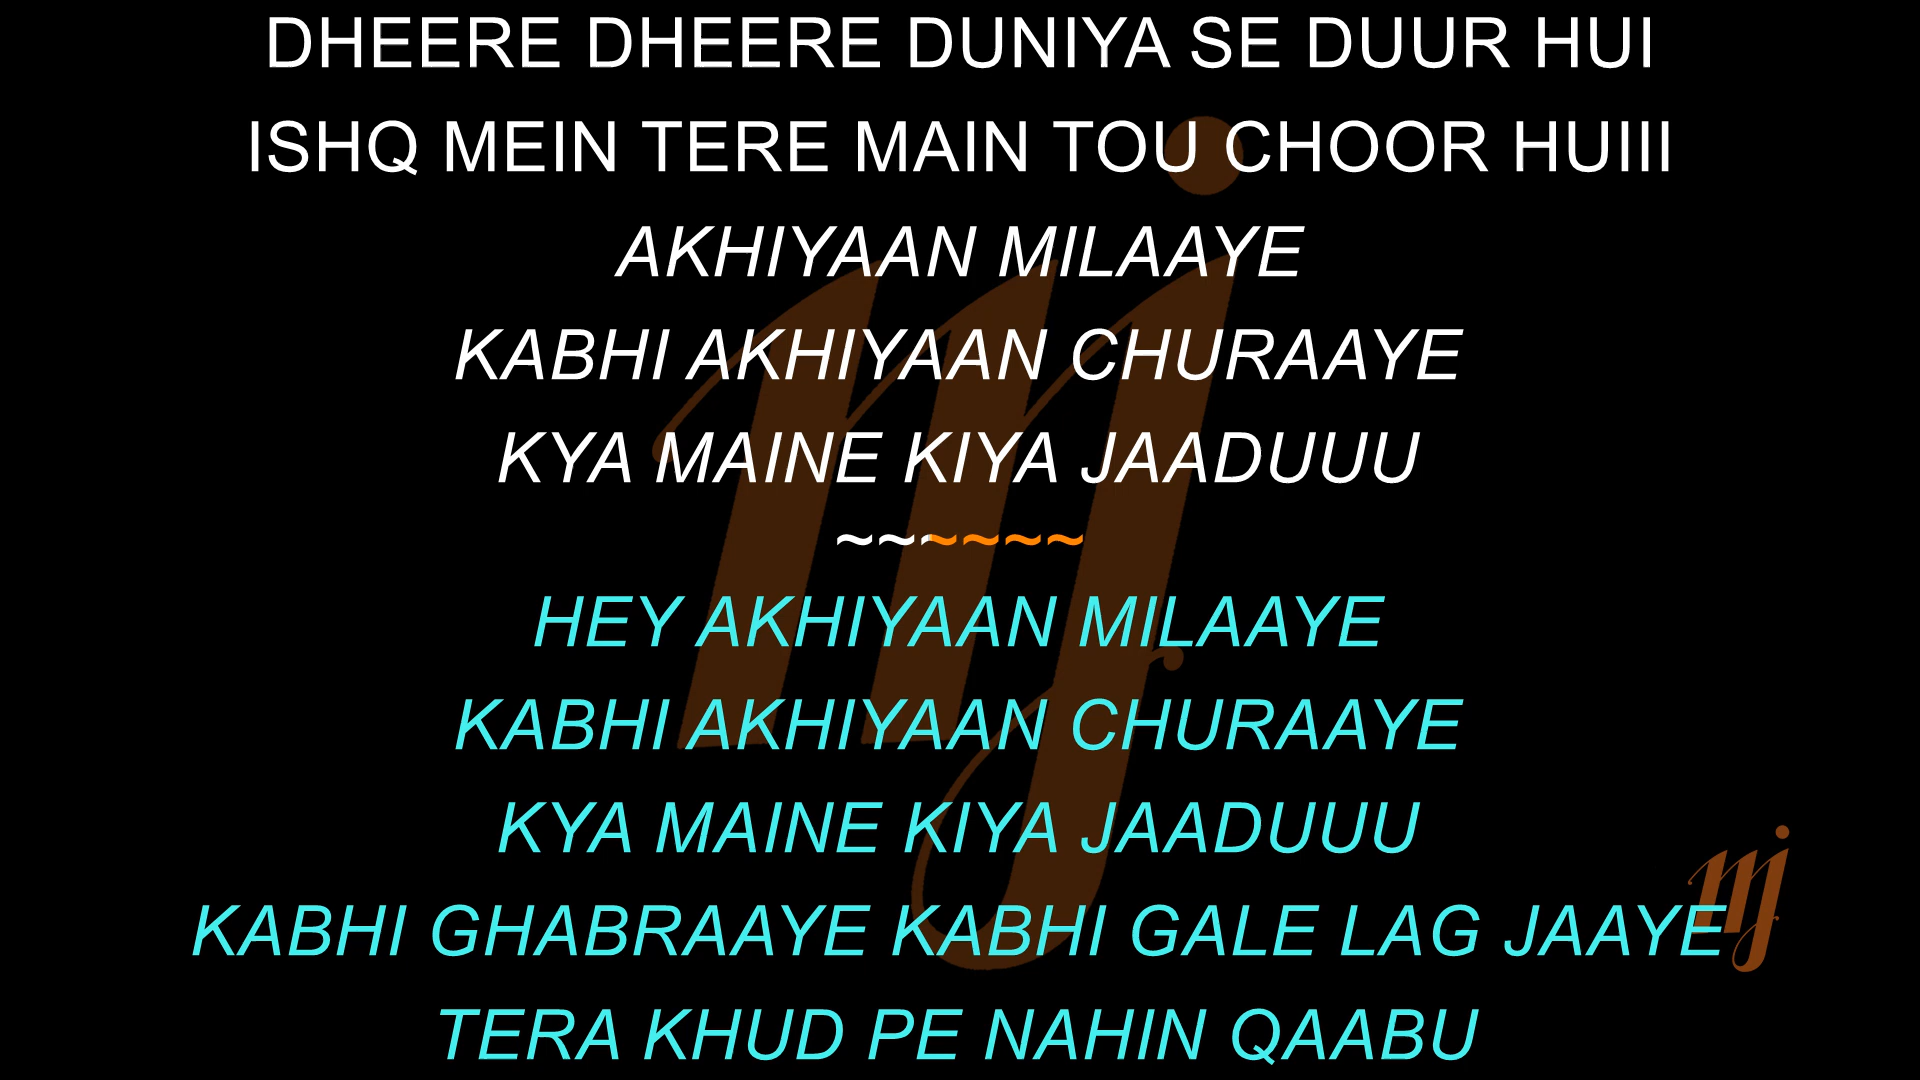 DHEERE DHEERE DUNIYA SE DUUR HUI
ISHQ MEIN TERE MAIN TOU CHOOR HUIII
AKHIYAAN MILAAYE
KABHI AKHIYAAN CHURAAYE
KYA MAINE KIYA JAADUUU
~~~~~~
HEY AKHIYAAN MILAAYE
KABHI AKHIYAAN CHURAAYE
KYA MAINE KIYA JAADUUU
KABHI GHABRAAYE KABHI GALE LAG JAAYE
TERA KHUD PE NAHIN QAABU
mj
mj